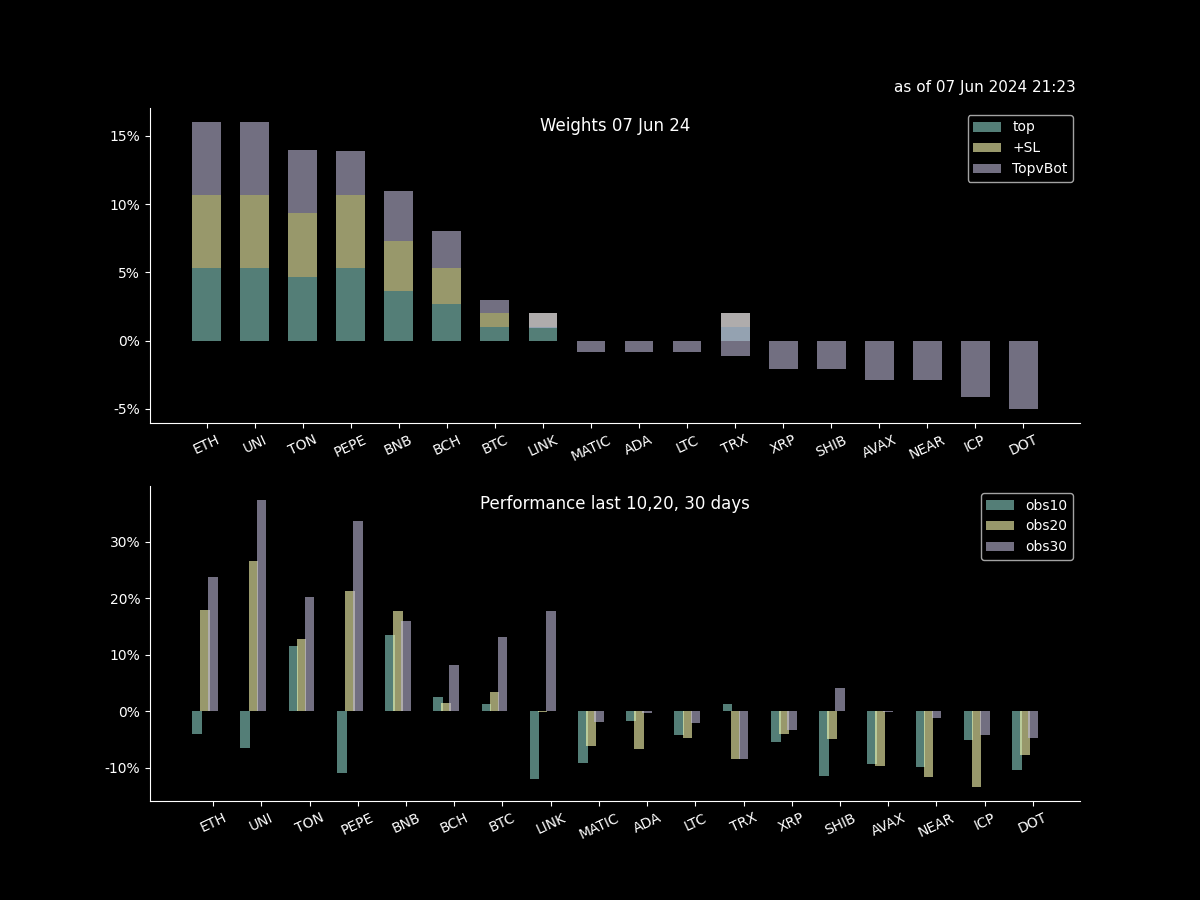 as of 07 Jun 2024 21:23
Weights 07 Jun 24
top
+SL
TopvBot
15%
10%
5%
0%
-5%
ETH UNI TON PEPE BNB BCH BTC LINK MATIC ADA LTC TRX XRP SHIB AVAX NEAR ICP DOT
Performance last 10,20, 30 days
obs10
obs20
obs30
30%
20%
10%
0%
-10%
ETH UNI TON PEPE BNB BCH BTC LINK MATIC ADA LTC TRX XRP SHIB AVAX NEAR ICP DOT